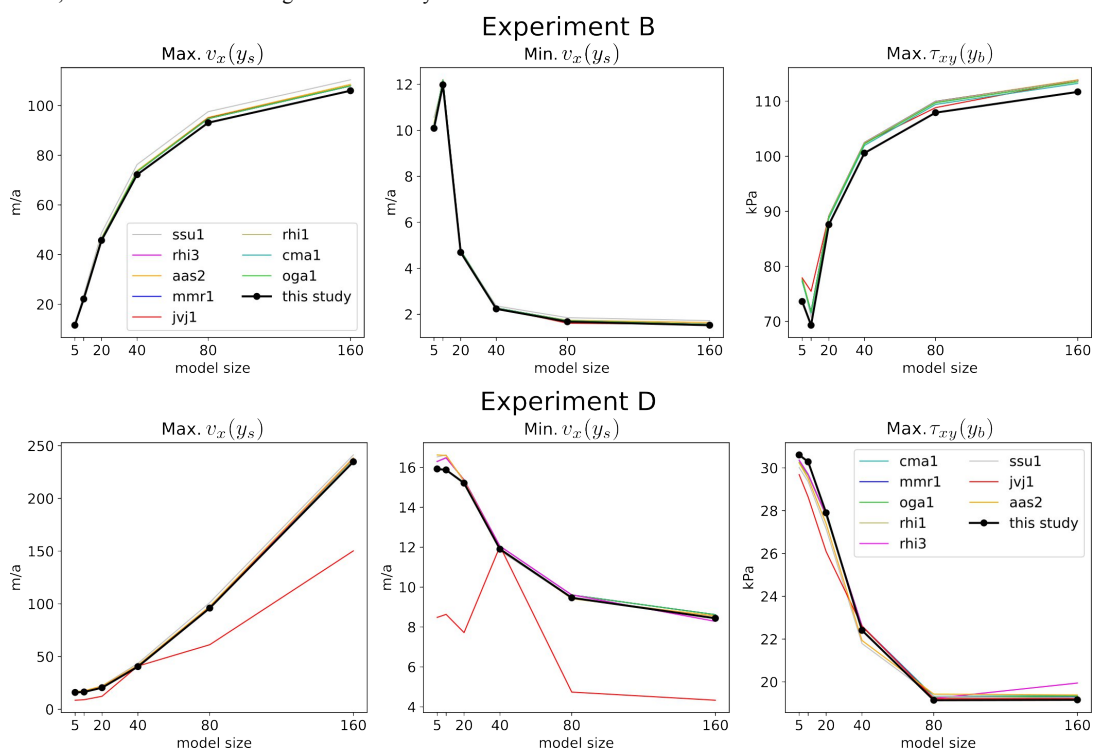 Experiment B
Max. $v_x(y_s)$ Min. $v_x(y_s)$ Max. $\tau_{xy}(y_b)$
m/a
100
80
60
40
20
ssu1 rhi1
rhi3 cma1
aas2 oga1
mmr1 this study
jvj1
5 20 40 80 160
model size
m/a
12
10
8
6
4
2
5 20 40 80 160
model size
kPa
110
100
90
80
70
5 20 40 80 160
model size
Experiment D
Max. $v_x(y_s)$ Min. $v_x(y_s)$ Max. $\tau_{xy}(y_b)$
m/a
250
200
150
100
50
0
5 20 40 80 160
model size
m/a
16
14
12
10
8
6
4
5 20 40 80 160
model size
kPa
30
28
26
24
22
20
cma1 ssu1
mmr1 jvj1
oga1 aas2
rhi1 this study
rhi3
5 20 40 80 160
model size